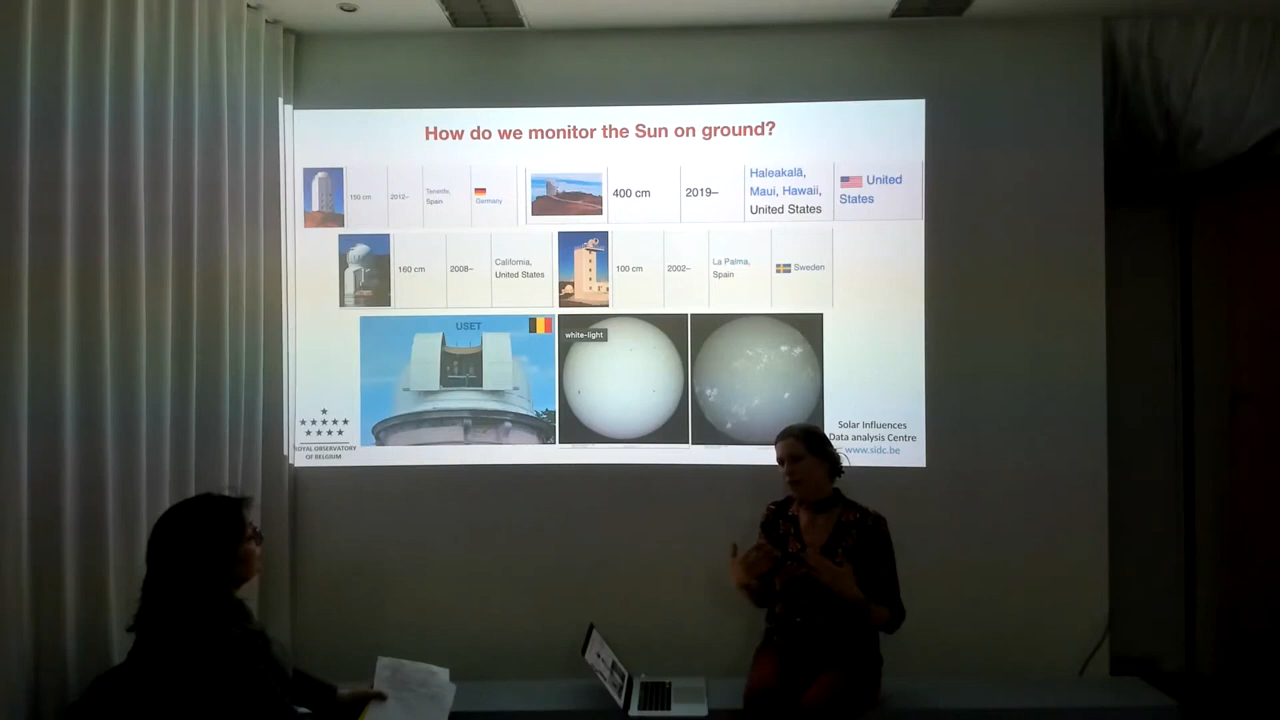 How do we monitor the Sun on ground?
150 cm
2012–
Tenerife,
Spain
Germany
400 cm
2019–
Haleakalā,
Maui, Hawaii,
United States
United
States
160 cm
2008–
California,
United States
100 cm
2002–
La Palma,
Spain
Sweden
USET
white-light
ROYAL OBSERVATORY
OF BELGIUM
Solar Influences
Data analysis Centre
www.sidc.be